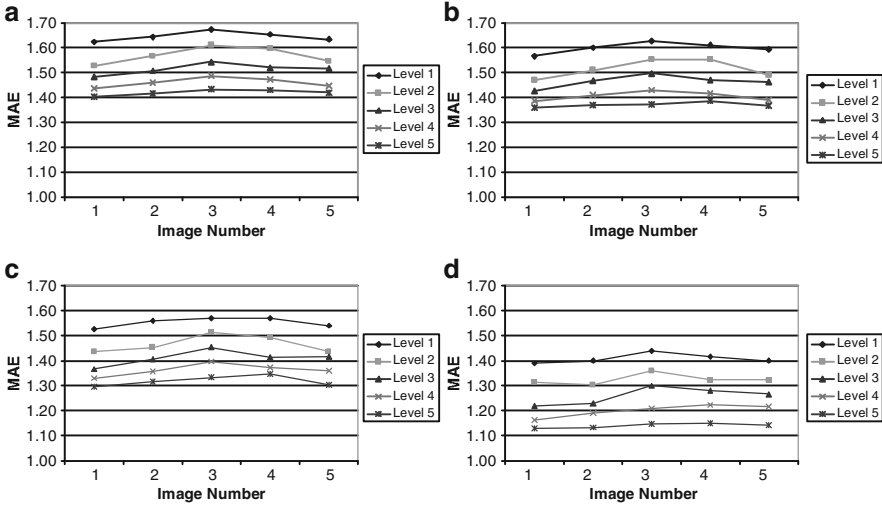 a
1.70
1.60
1.50
1.40
1.30
1.20
1.10
1.00
MAE
1 2 3 4 5
Image Number
Level 1
Level 2
Level 3
Level 4
Level 5
b
1.70
1.60
1.50
1.40
1.30
1.20
1.10
1.00
MAE
1 2 3 4 5
Image Number
Level 1
Level 2
Level 3
Level 4
Level 5
c
1.70
1.60
1.50
1.40
1.30
1.20
1.10
1.00
MAE
1 2 3 4 5
Image Number
Level 1
Level 2
Level 3
Level 4
Level 5
d
1.70
1.60
1.50
1.40
1.30
1.20
1.10
1.00
MAE
1 2 3 4 5
Image Number
Level 1
Level 2
Level 3
Level 4
Level 5